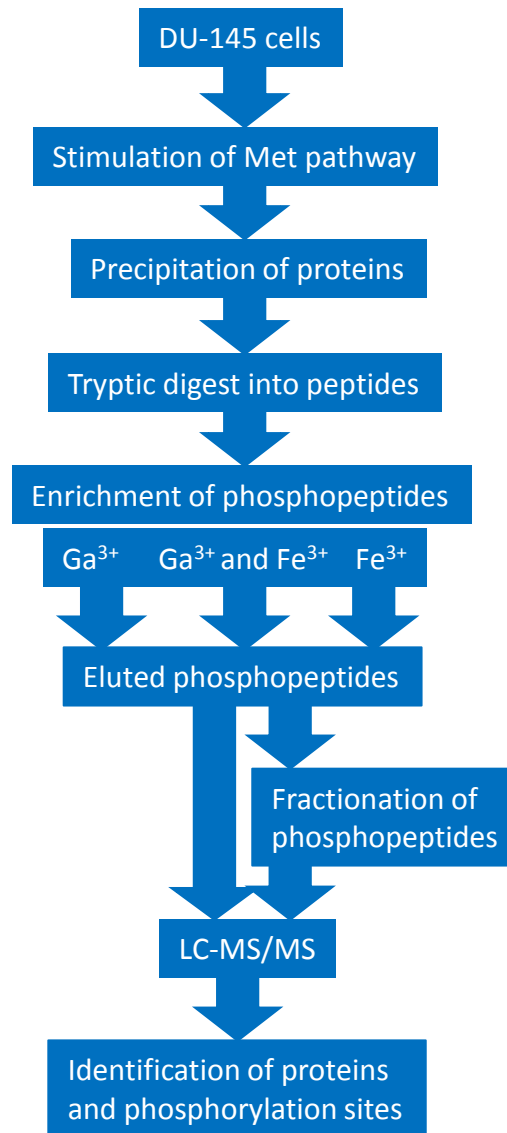 DU-145 cells
Stimulation of Met pathway
Precipitation of proteins
Tryptic digest into peptides
Enrichment of phosphopeptides
Ga³⁺ Ga³⁺ and Fe³⁺ Fe³⁺
Eluted phosphopeptides
Fractionation of
phosphopeptides
LC-MS/MS
Identification of proteins
and phosphorylation sites